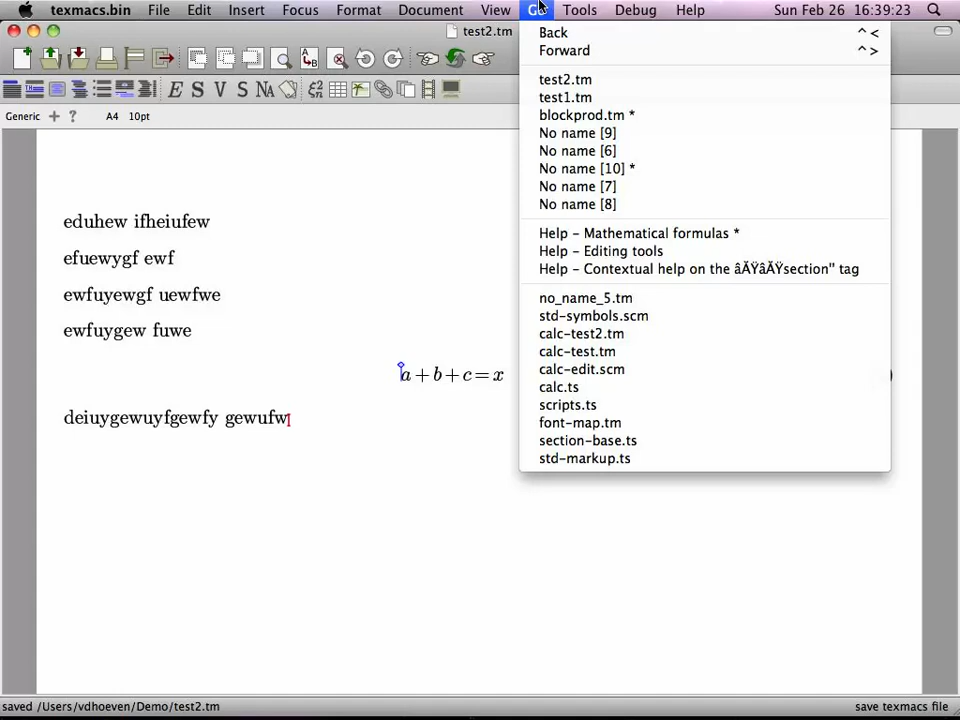 texmacs.bin File Edit Insert Focus Format Document View Go Tools Debug Help Sun Feb 26 16:39:23
test2.tm
Generic + ? A4 10pt
eduhew ifheiufew
efuewygf ewf
ewfuyewgf uewfwe
ewfuygew fuwe
a + b + c = x
)
deiuygewuyfgewfy gewufw
Back ^ <
Forward ^ >
test2.tm
test1.tm
blockprod.tm *
No name [9]
No name [6]
No name [10] *
No name [7]
No name [8]
Help - Mathematical formulas *
Help - Editing tools
Help - Contextual help on the âÃŸâÃŸsection" tag
no_name_5.tm
std-symbols.scm
calc-test2.tm
calc-test.tm
calc-edit.scm
calc.ts
scripts.ts
font-map.tm
section-base.ts
std-markup.ts
saved /Users/vdhoeven/Demo/test2.tm save texmacs file